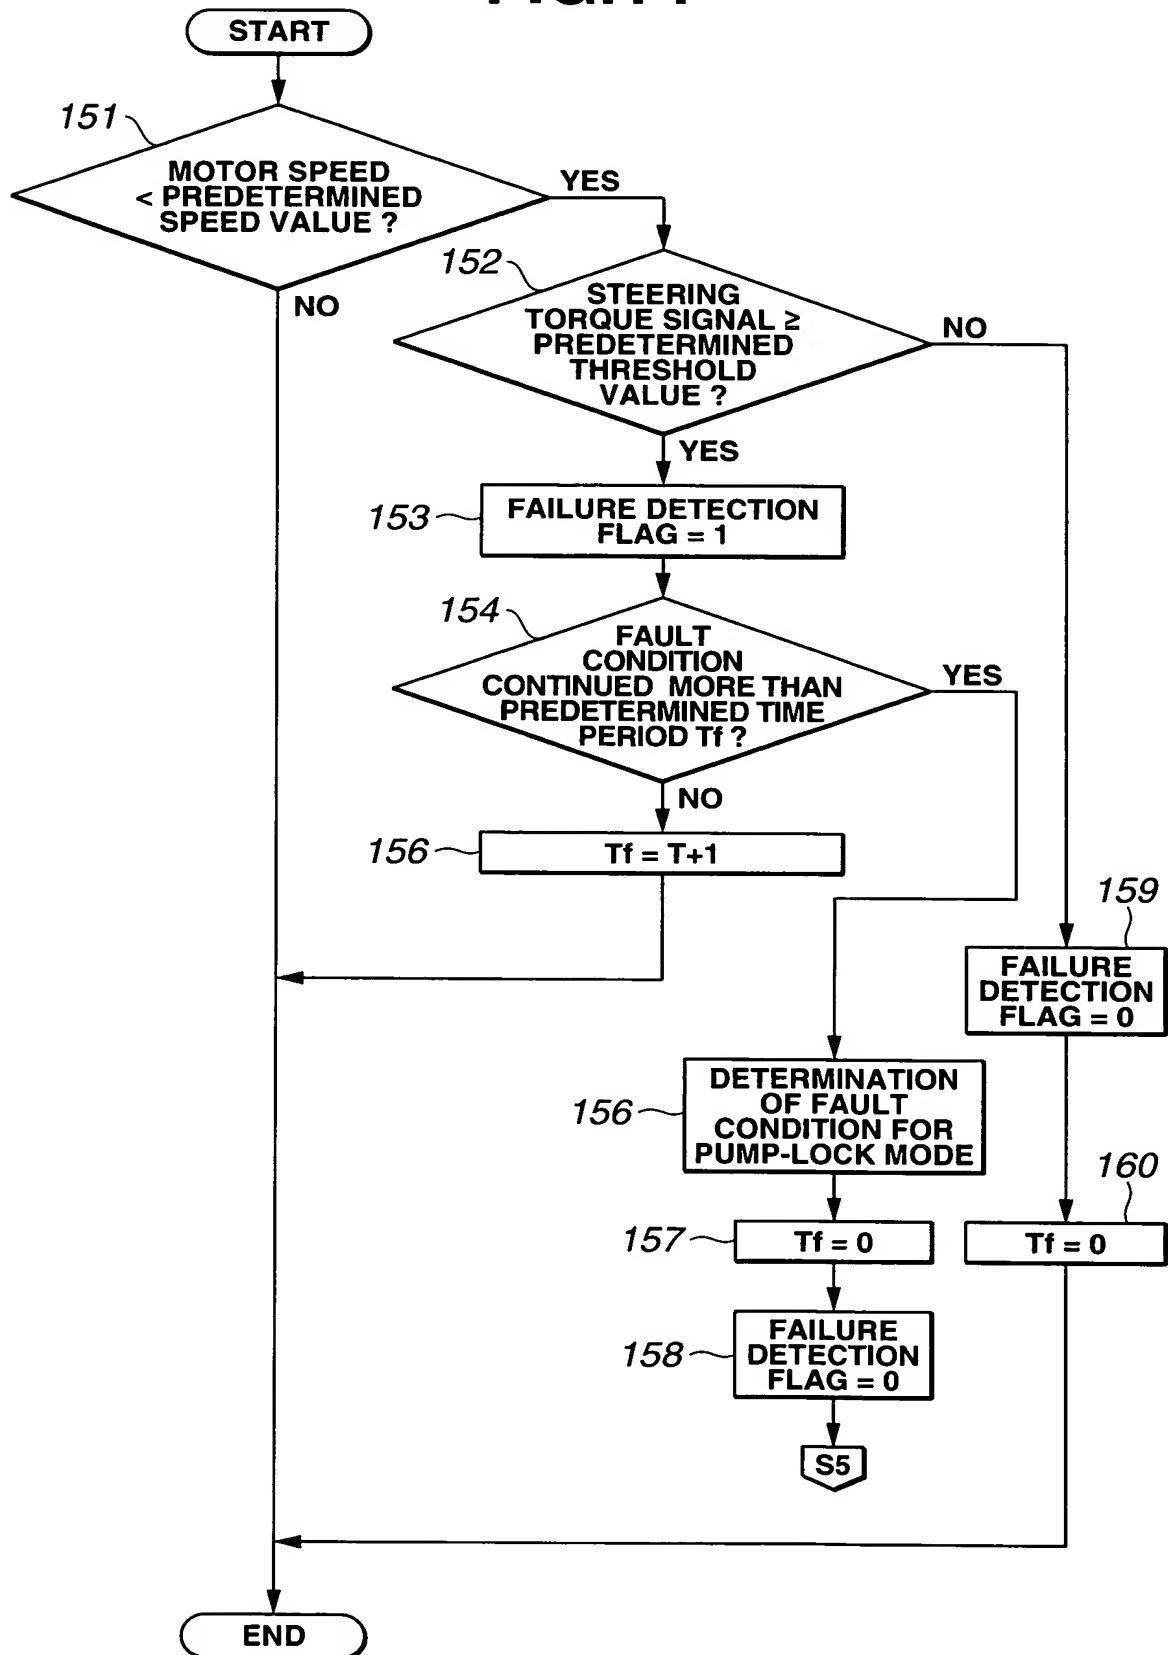 START
151
MOTOR SPEED
< PREDETERMINED
SPEED VALUE ?
YES
NO
152
STEERING
TORQUE SIGNAL ≥
PREDETERMINED
THRESHOLD
VALUE ?
NO
YES
153
FAILURE DETECTION
FLAG = 1
154
FAULT
CONDITION
CONTINUED MORE THAN
PREDETERMINED TIME
PERIOD Tf ?
YES
NO
156
Tf = T+1
159
FAILURE
DETECTION
FLAG = 0
156
DETERMINATION
OF FAULT
CONDITION FOR
PUMP-LOCK MODE
160
157
Tf = 0
Tf = 0
158
FAILURE
DETECTION
FLAG = 0
S5
END